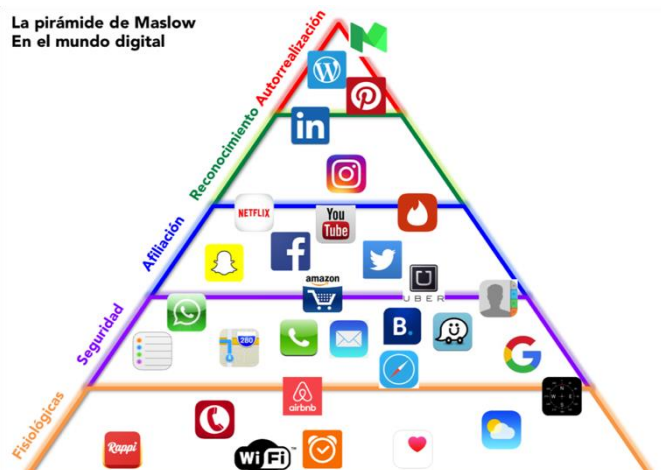 La pirámide de Maslow
En el mundo digital
Autorrealización
Reconocimiento
in
NETFLIX
You
Tube
Afiliación
f
amazon
U
UBER
Seguridad
280
B.
G
airbnb
Fisiológicas
Rappi
WiFi